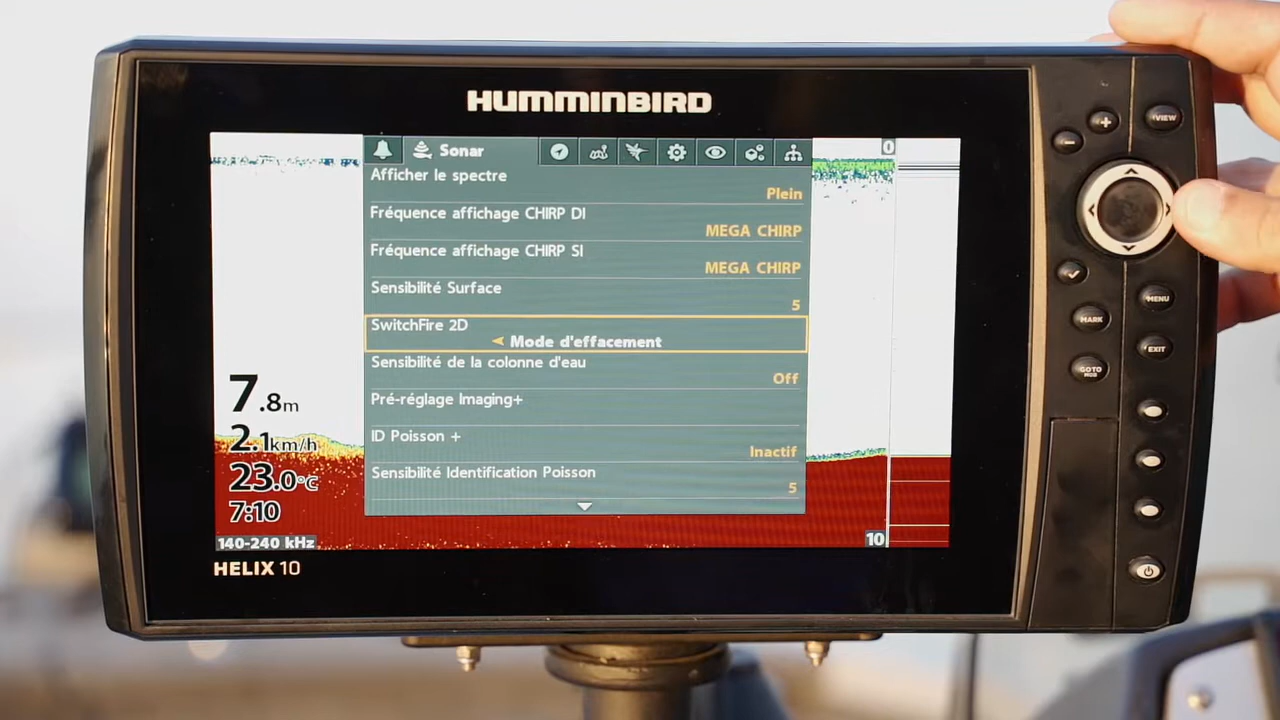 HUMMINBIRD
Sonar
Afficher le spectre
Plein
Fréquence affichage CHIRP DI
MEGA CHIRP
Fréquence affichage CHIRP SI
MEGA CHIRP
Sensibilité Surface
5
SwitchFire 2D
Mode d'effacement
Sensibilité de la colonne d'eau
Off
Pré-réglage Imaging+
ID Poisson +
Inactif
Sensibilité Identification Poisson
5
0
10
7.8m
2.1km/h
23.0°C
7:10
140-240 kHz
HELIX 10
+
VIEW
-
MENU
MARK
EXIT
GOTO
MOB